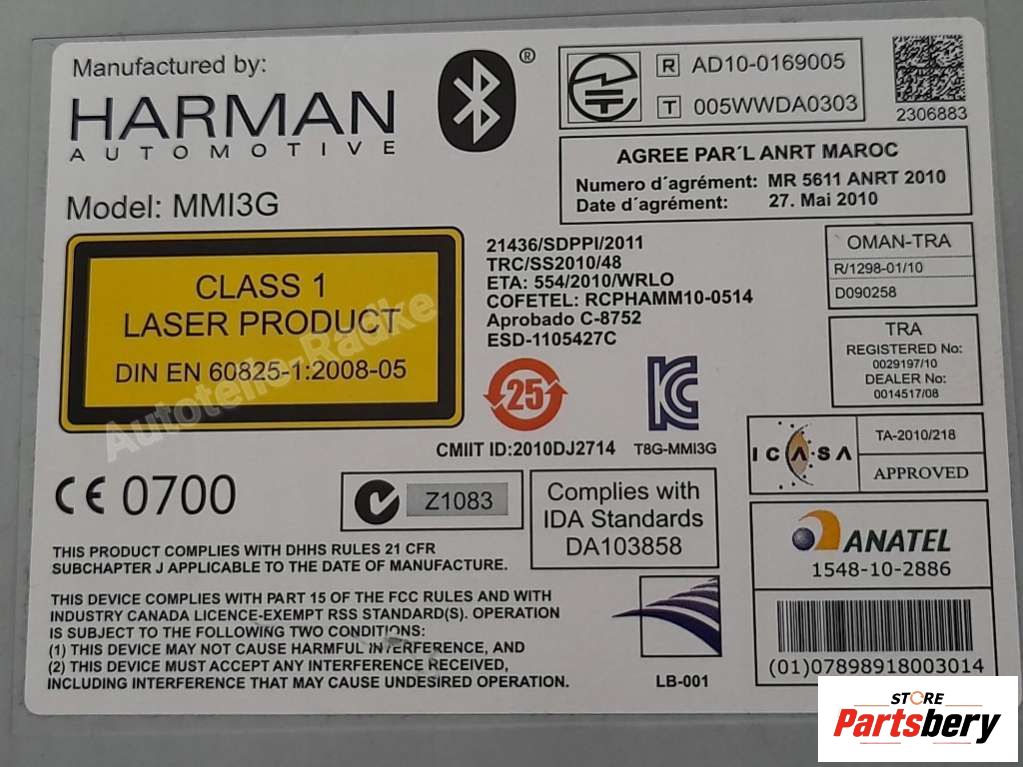 Manufactured by:
HARMAN
AUTOMOTIVE
®
R AD10-0169005
T 005WWDA0303
2306883
Model: MMI3G
AGREE PAR´L ANRT MAROC
Numero d´agrément: MR 5611 ANRT 2010
Date d´agrément: 27. Mai 2010
CLASS 1
LASER PRODUCT
DIN EN 60825-1:2008-05
Autoteile-Radke
21436/SDPPI/2011
TRC/SS2010/48
ETA: 554/2010/WRLO
COFETEL: RCPHAMM10-0514
Aprobado C-8752
ESD-1105427C
OMAN-TRA
R/1298-01/10
D090258
TRA
REGISTERED No:
0029197/10
DEALER No:
0014517/08
25
CMIIT ID:2010DJ2714
T8G-MMI3G
ICASA
TA-2010/218
APPROVED
CE 0700
Z1083
Complies with
IDA Standards
DA103858
ANATEL
1548-10-2886
(01)07898918003014
THIS PRODUCT COMPLIES WITH DHHS RULES 21 CFR
SUBCHAPTER J APPLICABLE TO THE DATE OF MANUFACTURE.
THIS DEVICE COMPLIES WITH PART 15 OF THE FCC RULES AND WITH
INDUSTRY CANADA LICENCE-EXEMPT RSS STANDARD(S). OPERATION
IS SUBJECT TO THE FOLLOWING TWO CONDITIONS:
(1) THIS DEVICE MAY NOT CAUSE HARMFUL INTERFERENCE, AND
(2) THIS DEVICE MUST ACCEPT ANY INTERFERENCE RECEIVED,
INCLUDING INTERFERENCE THAT MAY CAUSE UNDESIRED OPERATION.
LB-001
STORE
Partsbery